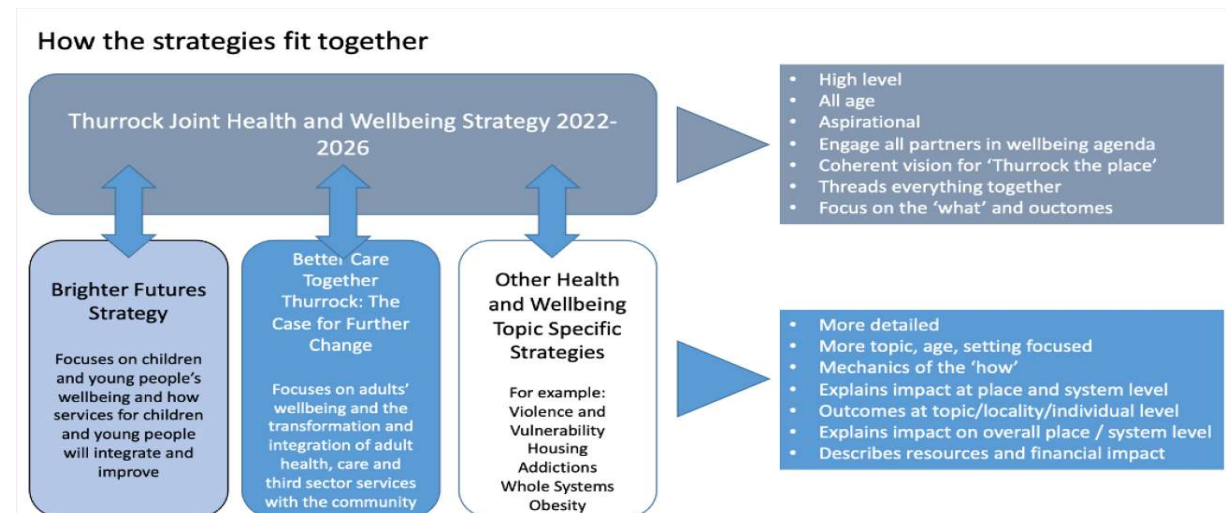 How the strategies fit together
Thurrock Joint Health and Wellbeing Strategy 2022-
2026
• High level
• All age
• Aspirational
• Engage all partners in wellbeing agenda
• Coherent vision for ‘Thurrock the place’
• Threads everything together
• Focus on the ‘what’ and ouctomes
Brighter Futures
Strategy
Focuses on children
and young people’s
wellbeing and how
services for children
and young people
will integrate and
improve
Better Care
Together
Thurrock: The
Case for Further
Change
Focuses on adults’
wellbeing and the
transformation and
integration of adult
health, care and
third sector services
with the community
Other Health
and Wellbeing
Topic Specific
Strategies
For example:
Violence and
Vulnerability
Housing
Addictions
Whole Systems
Obesity
• More detailed
• More topic, age, setting focused
• Mechanics of the ‘how’
• Explains impact at place and system level
• Outcomes at topic/locality/individual level
• Explains impact on overall place / system level
• Describes resources and financial impact